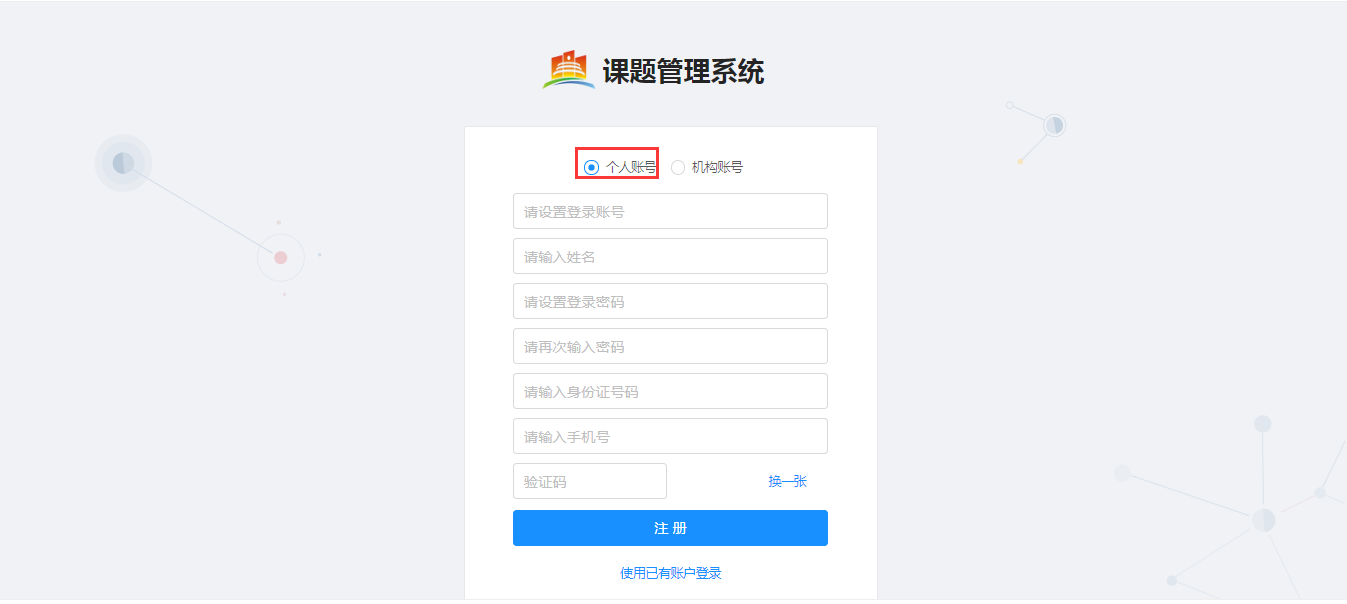 课题管理系统
个人账号 机构账号
请设置登录账号
请输入姓名
请设置登录密码
请再次输入密码
请输入身份证号码
请输入手机号
验证码 换一张
注册
使用已有账户登录